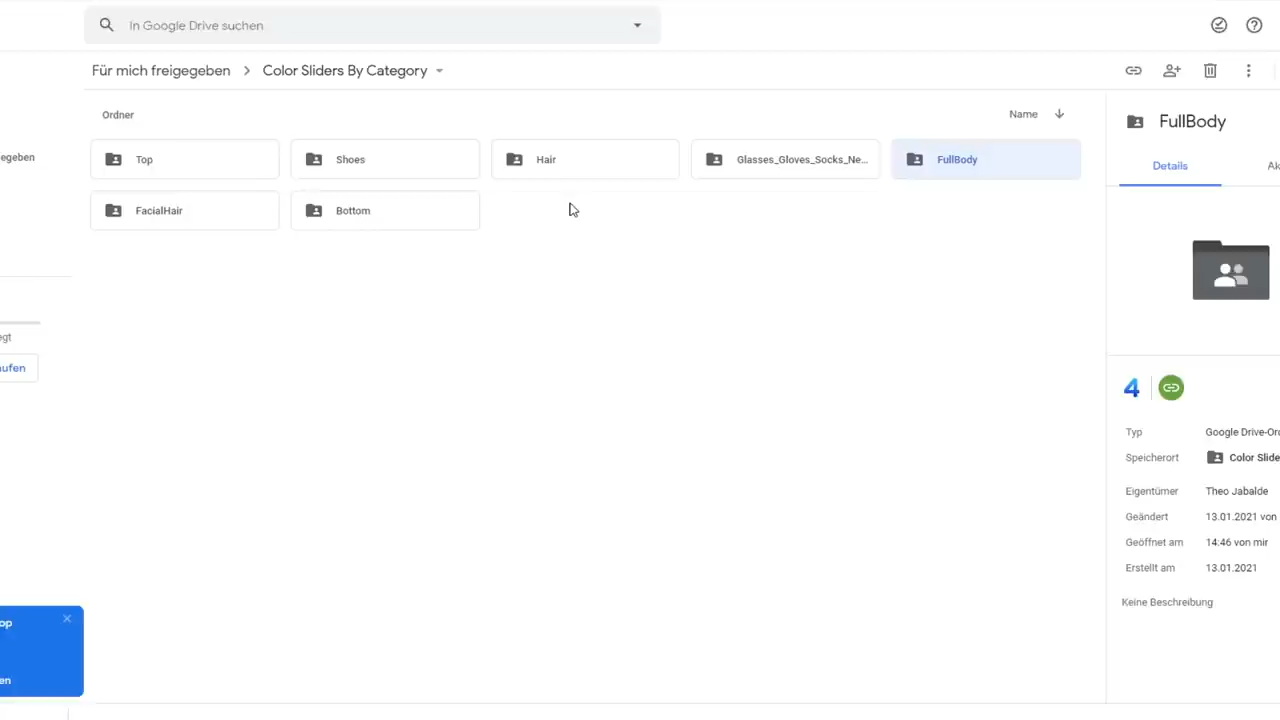 In Google Drive suchen
Für mich freigegeben > Color Sliders By Category
Ordner
Name
Top
Shoes
Hair
Glasses_Gloves_Socks_Ne...
FullBody
FacialHair
Bottom
egeben
egt
ufen
op
en
FullBody
Details
Ak
4
Typ
Google Drive-Or
Speicherort
Color Slide
Eigentümer
Theo Jabalde
Geändert
13.01.2021 von
Geöffnet am
14:46 von mir
Erstellt am
13.01.2021
Keine Beschreibung